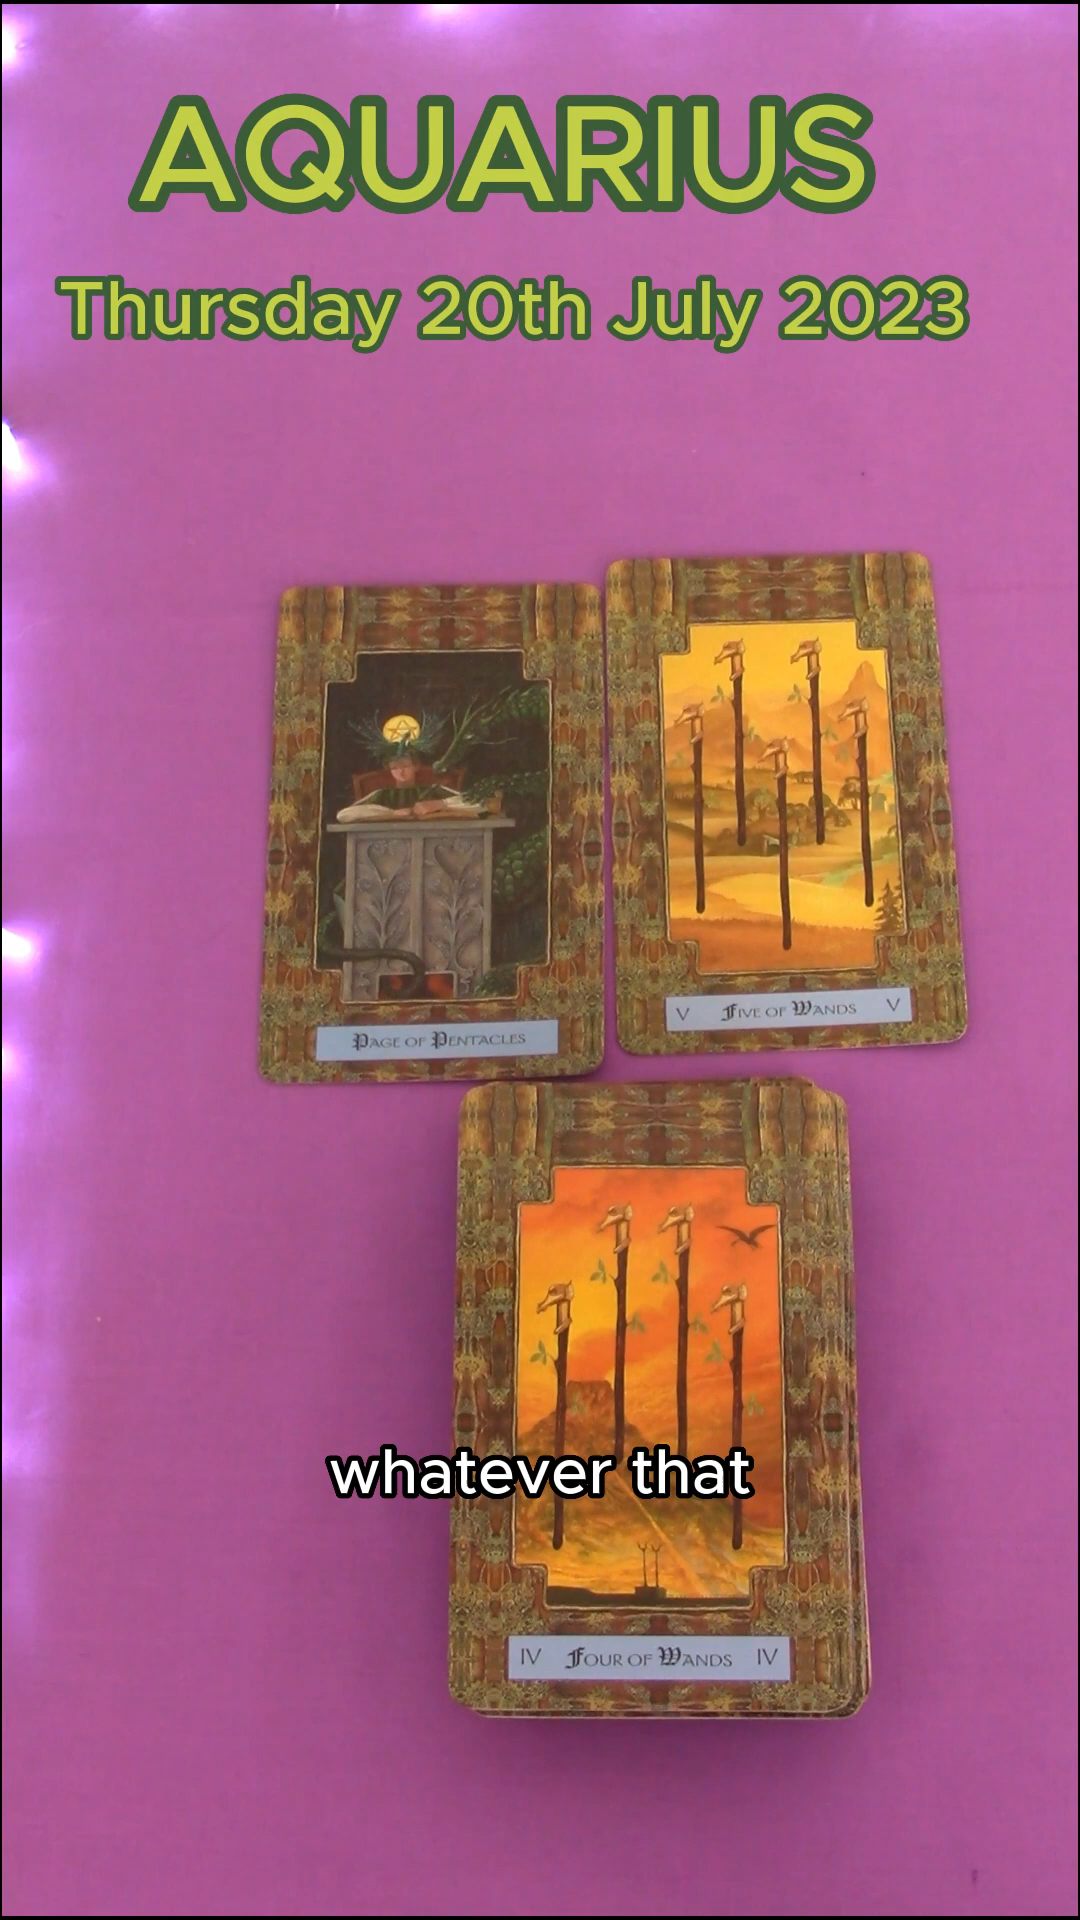 AQUARIUS
Thursday 20th July 2023
PAGE OF PENTACLES
V FIVE OF WANDS V
whatever that
IV FOUR OF WANDS IV